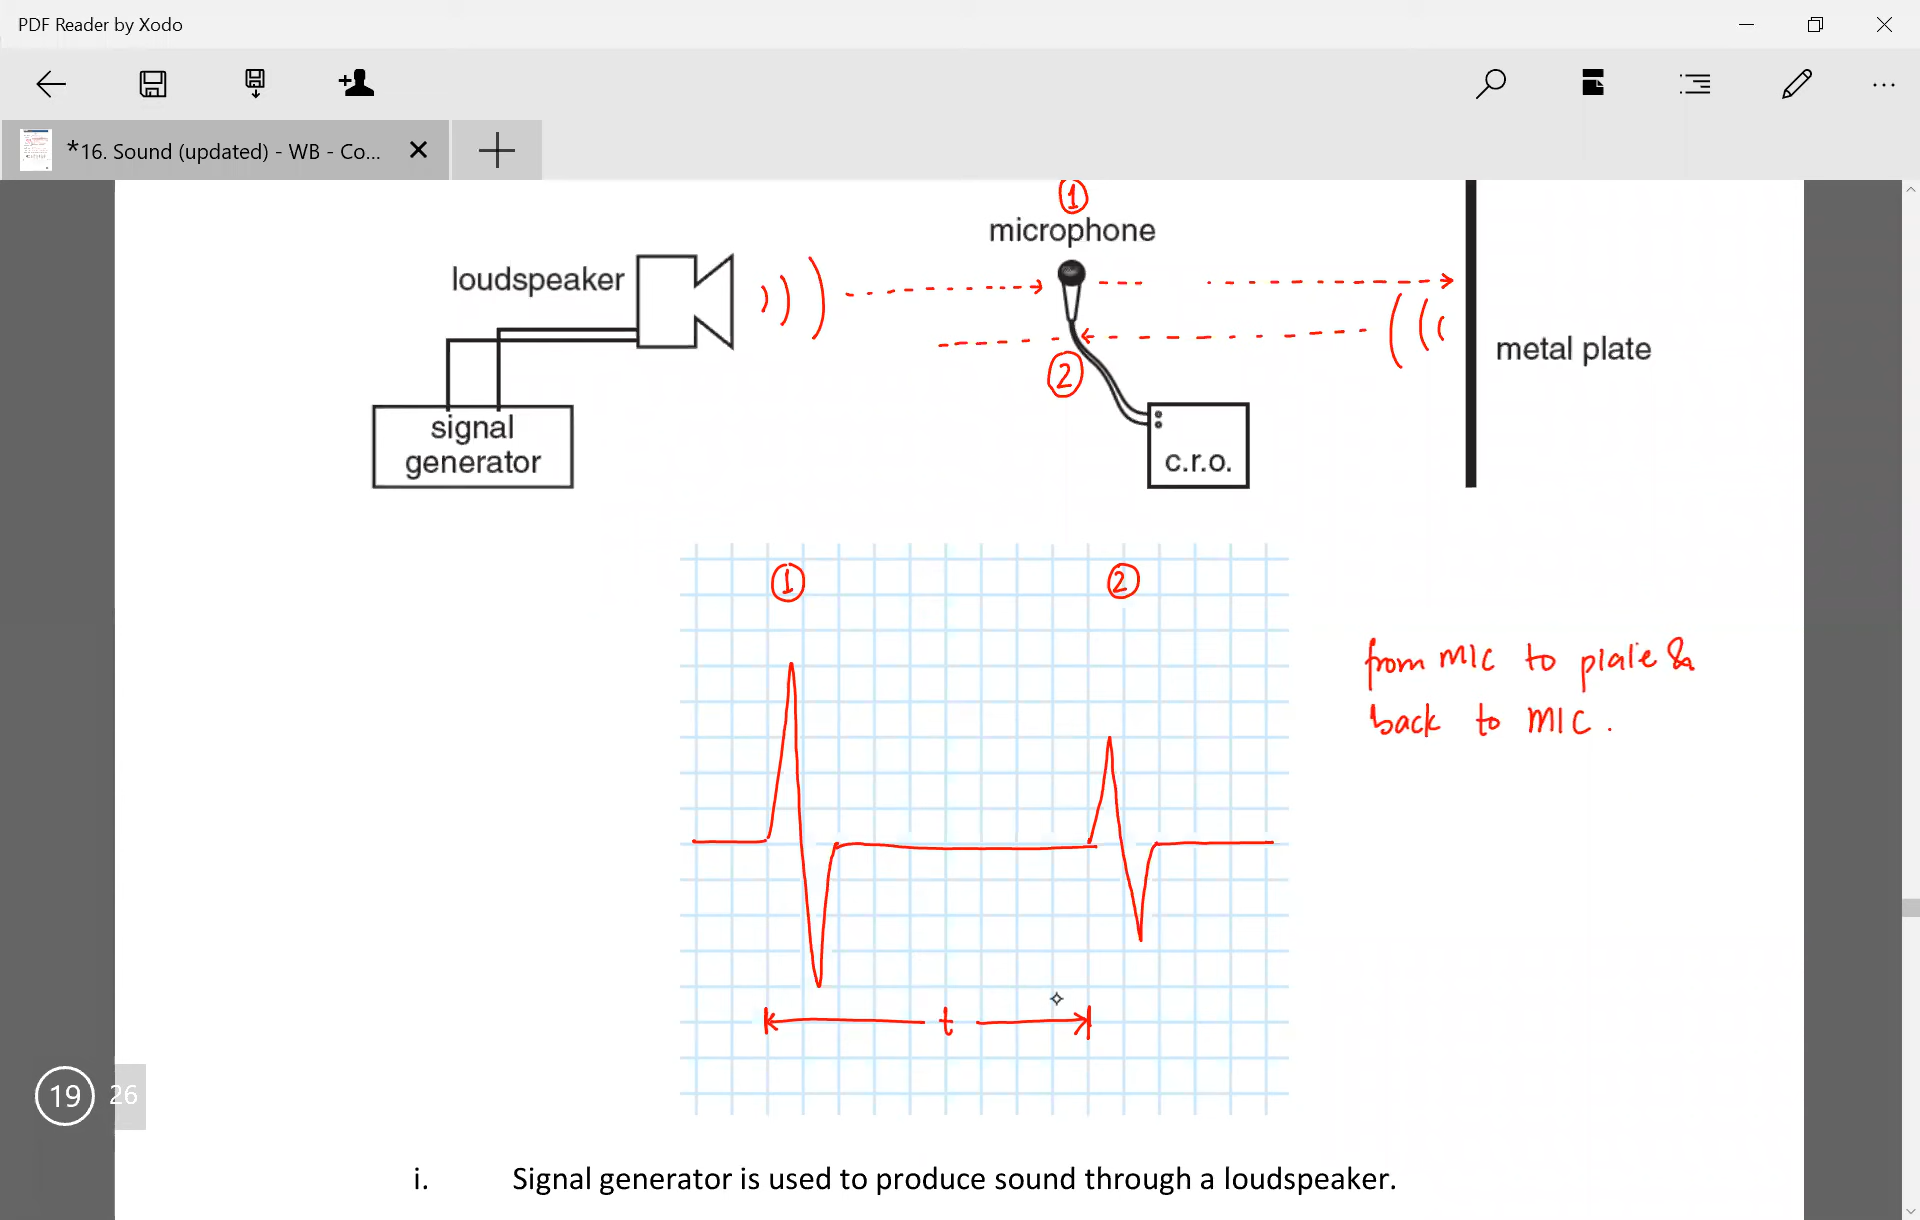 PDF Reader by Xodo
*16. Sound (updated) - WB - Co...
1
microphone
loudspeaker
metal plate
2
signal
generator
c.r.o.
1
2
from MIC to plate &
back to MIC.
t
19 26
i. Signal generator is used to produce sound through a loudspeaker.